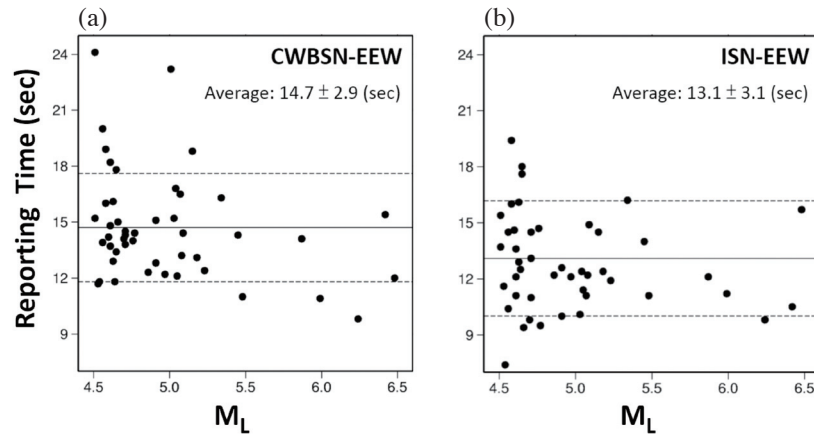 (a)
CWBSN-EEW
Average: 14.7 ± 2.9 (sec)
Reporting Time (sec)
24
21
18
15
12
9
4.5 5.0 5.5 6.0 6.5
M_L
(b)
ISN-EEW
Average: 13.1 ± 3.1 (sec)
24
21
18
15
12
9
4.5 5.0 5.5 6.0 6.5
M_L